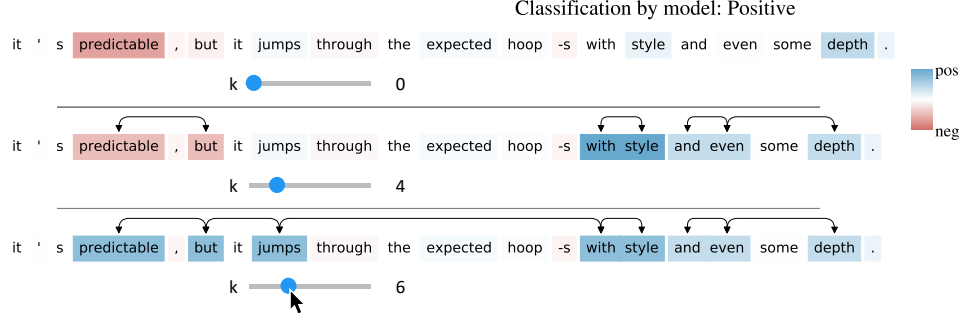 Classification by model: Positive
it ' s predictable , but it jumps through the expected hoop -s with style and even some depth .
k 0
pos
neg
it ' s predictable , but it jumps through the expected hoop -s with style and even some depth .
k 4
it ' s predictable , but it jumps through the expected hoop -s with style and even some depth .
k 6